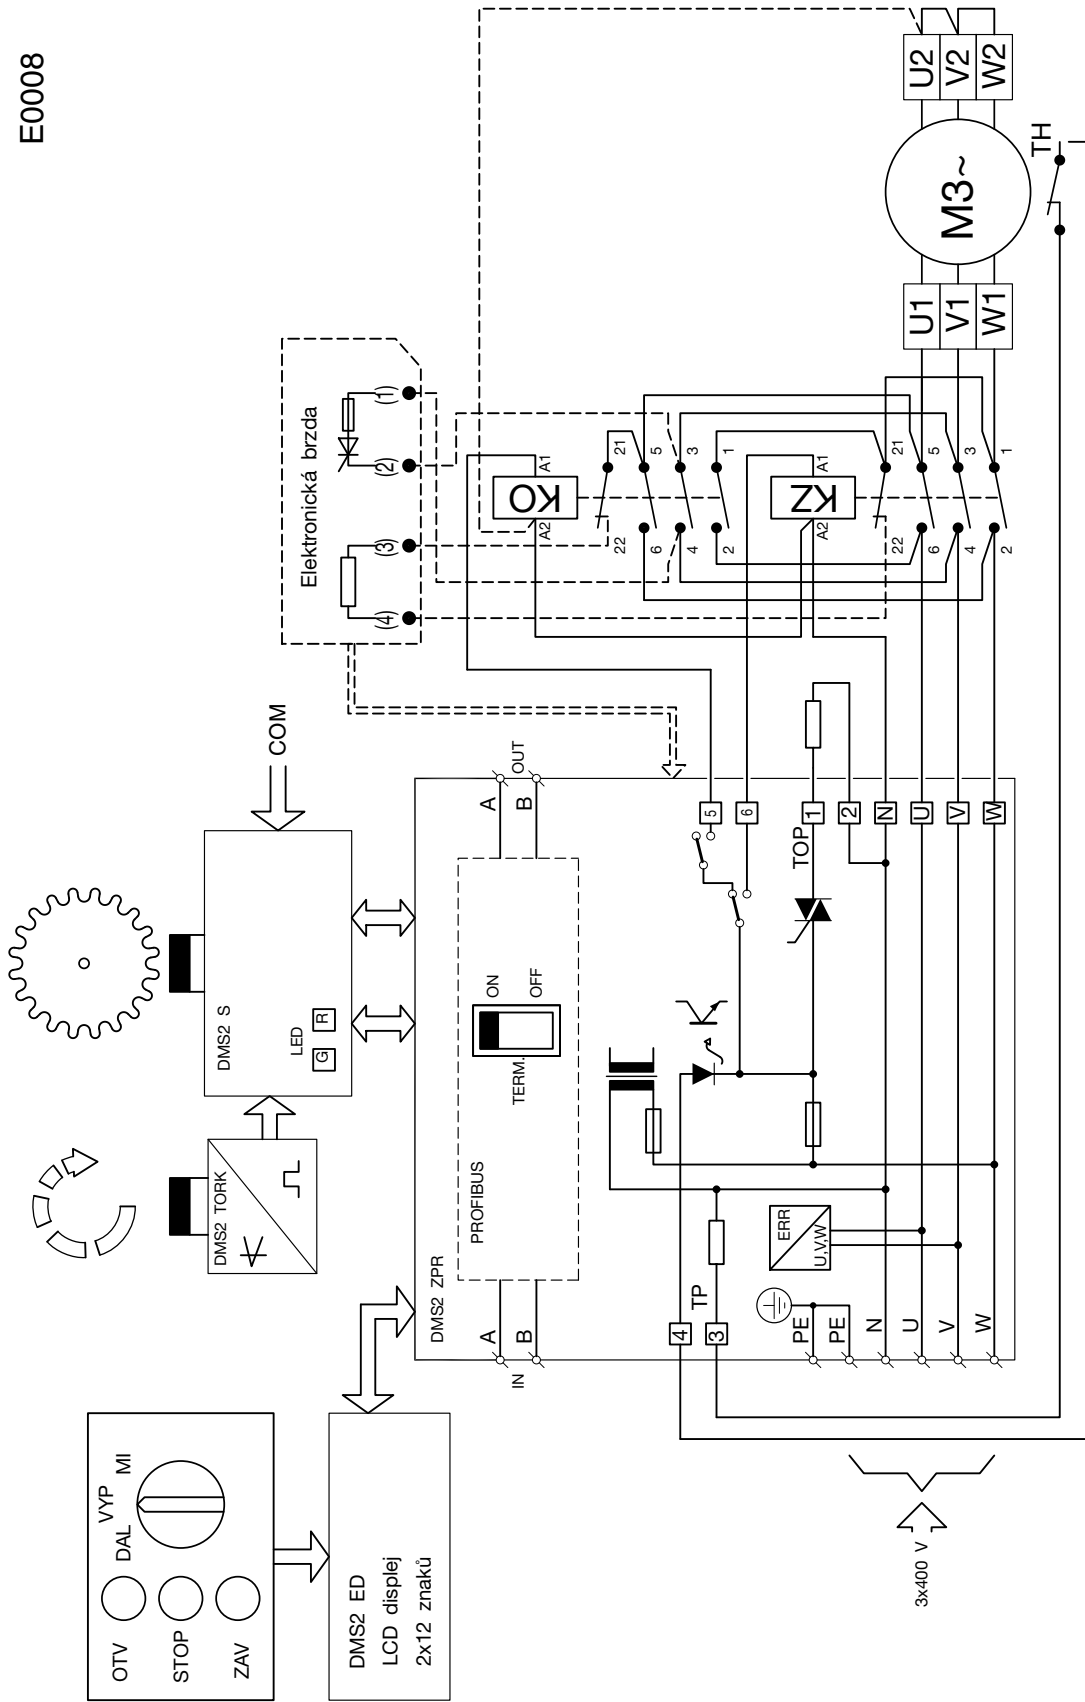 E0008
OTV
STOP
ZAV
DAL
VYP
MI
DMS2 ED
LCD displej
2x12 znaků
DMS2 TORK
DMS2 S
LED
G
R
COM
DMS2 ZPR
IN
A
B
PROFIBUS
TERM.
ON
OFF
A
B
OUT
Elektronická brzda
(4)
(3)
(2)
(1)
KO
A2
A1
22
21
6
5
4
3
2
1
KZ
A2
A1
22
21
6
5
4
3
2
1
4
3
TP
5
6
TOP
1
2
N
U
V
W
ERR
U,V,W
PE
PE
N
U
V
W
3x400 V
U1
V1
W1
M3~
U2
V2
W2
TH